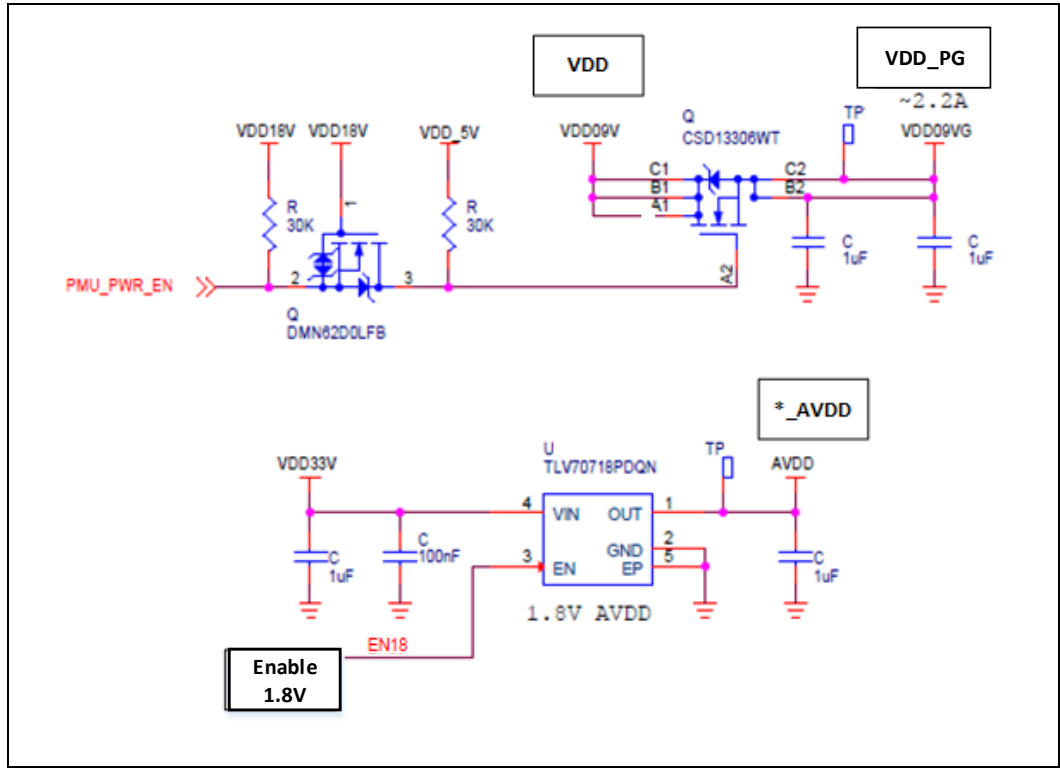 VDD
VDD_PG
~2.2A
VDD18V
VDD18V
VDD_5V
VDD09V
Q
CSD13306WT
TP
VDD09VG
C1
B1
A1
C2
B2
A2
R
30K
1
R
30K
C
1uF
C
1uF
PMU_PWR_EN
2
3
Q
DMN62D0LFB
*_AVDD
VDD33V
U
TLV70718PDQN
TP
AVDD
4
VIN
OUT
1
GND
2
3
EN
EP
5
C
1uF
C
100nF
C
1uF
1.8V AVDD
EN18
Enable
1.8V